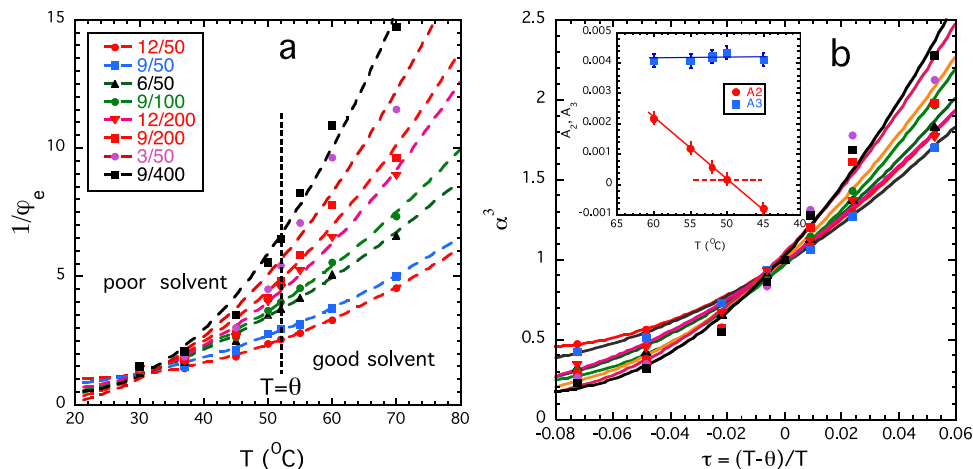 a
15
10
5
0
1/φe
12/50
9/50
6/50
9/100
12/200
9/200
3/50
9/400
poor solvent
good solvent
T=θ
20 30 40 50 60 70 80
T (⁰C)
b
2.5
2
1.5
1
0.5
0
α³
0.005
0.004
0.003
0.002
0.001
0
-0.001
A₂, A₃
A2
A3
65 60 55 50 45 40
T (⁰C)
-0.08 -0.06 -0.04 -0.02 0 0.02 0.04 0.06
τ = (T-θ)/T